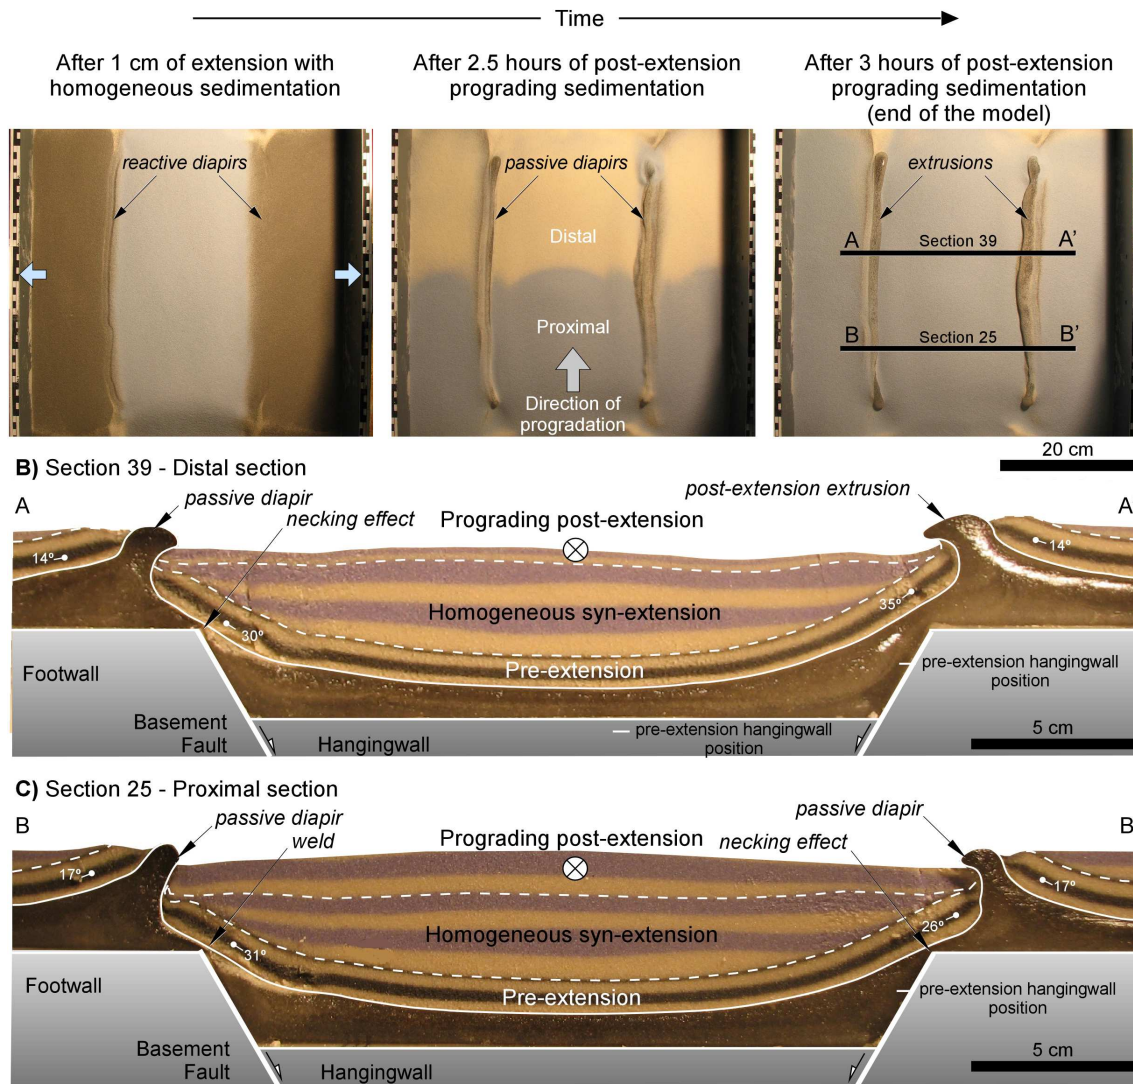 Time
After 1 cm of extension with
homogeneous sedimentation
After 2.5 hours of post-extension
prograding sedimentation
After 3 hours of post-extension
prograding sedimentation
(end of the model)
reactive diapirs
passive diapirs
Distal
Proximal
Direction of
progradation
extrusions
A
Section 39
A'
B
Section 25
B'
20 cm
B) Section 39 - Distal section
A
passive diapir
necking effect
Prograding post-extension
post-extension extrusion
A
14º
14º
Homogeneous syn-extension
30º
35º
Pre-extension
Footwall
pre-extension hangingwall
position
Basement
Fault
Hangingwall
pre-extension hangingwall
position
5 cm
C) Section 25 - Proximal section
B
passive diapir
weld
Prograding post-extension
passive diapir
necking effect
B
17º
17º
Homogeneous syn-extension
31º
26º
Pre-extension
Footwall
pre-extension hangingwall
position
Basement
Fault
Hangingwall
5 cm